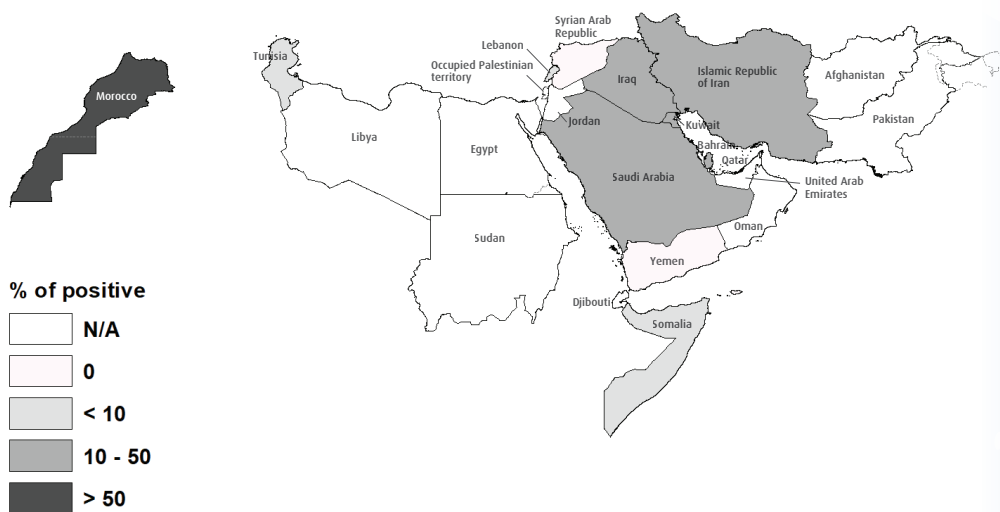 Syrian Arab
Republic
Lebanon
Tunisia
Occupied Palestinian
territory
Islamic Republic
of Iran
Iraq
Afghanistan
Morocco
Jordan
Kuwait
Pakistan
Libya
Egypt
Bahrain
Qatar
Saudi Arabia
United Arab
Emirates
Oman
Sudan
Yemen
Djibouti
Somalia
% of positive
N/A
0
< 10
10 - 50
> 50